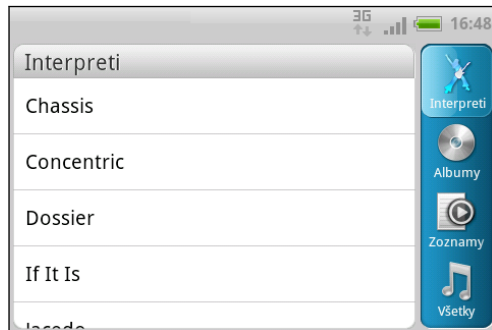 3G
16:48
Interpreti
Chassis
Concentric
Dossier
If It Is
Interpreti
Albumy
Zoznamy
Všetky